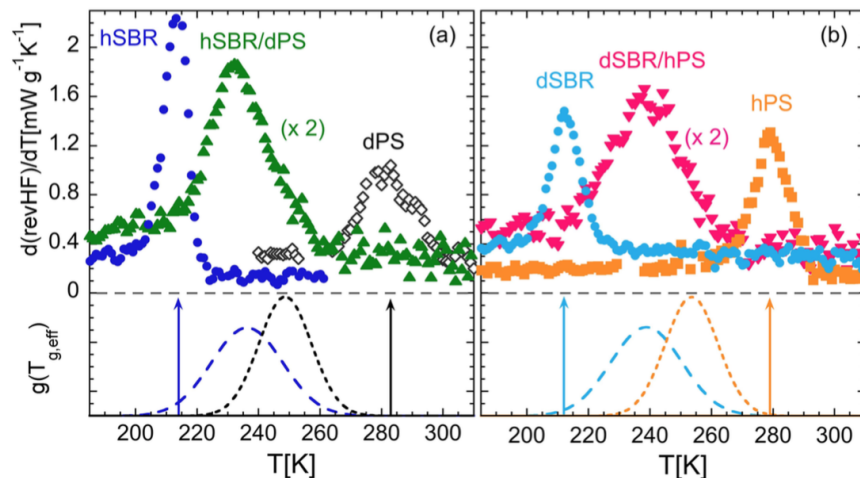 hSBR
hSBR/dPS
(a)
(x 2)
dPS
dSBR/hPS
(b)
dSBR
hPS
(x 2)
d(revHF)/dT[mW g⁻¹K⁻¹]
2
1.6
1.2
0.8
0.4
0
g(T_g,eff)
200 220 240 260 280 300
200 220 240 260 280 300
T[K]
T[K]